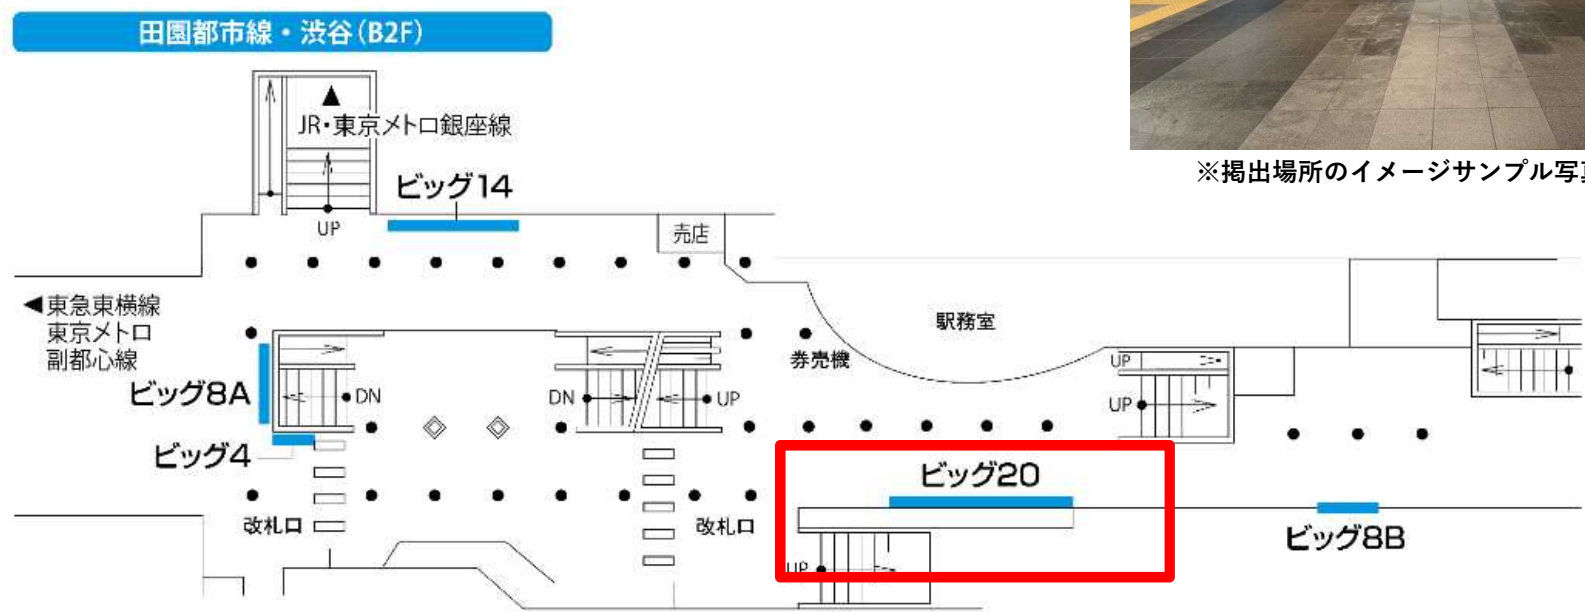 田園都市線・渋谷(B2F)
JR・東京メトロ銀座線
ビッグ14
※掲出場所のイメージサンプル写真
UP
売店
◀東急東横線
東京メトロ
副都心線
駅務室
券売機
UP
ビッグ8A
DN
DN
UP
UP
ビッグ4
ビッグ20
改札口
改札口
ビッグ8B
UP